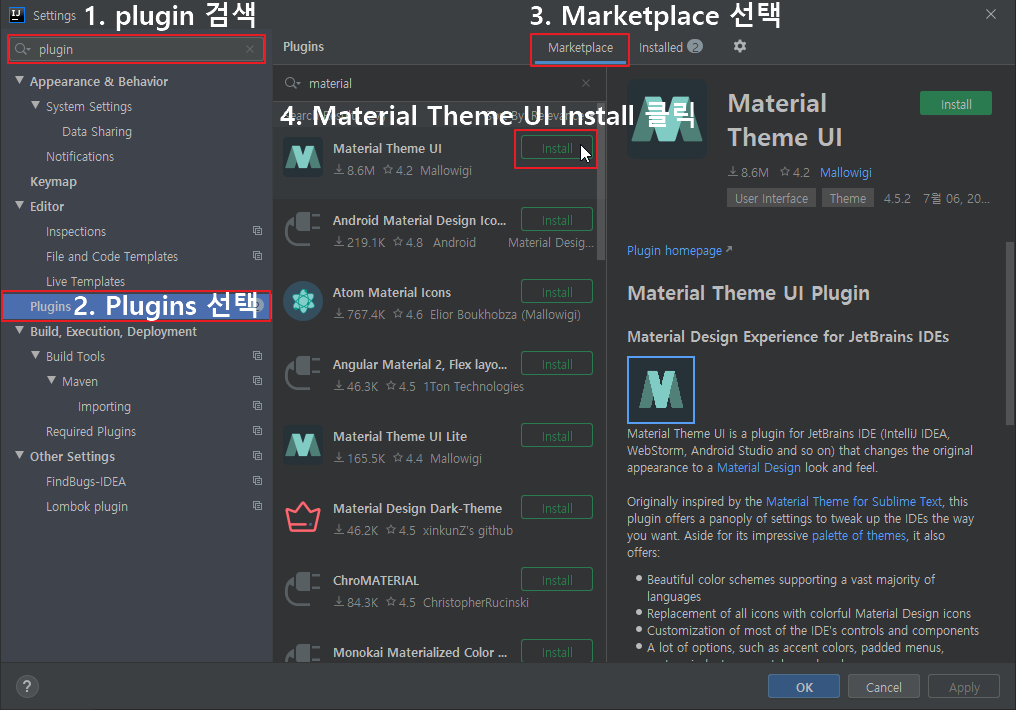 Settings
1. plugin 검색
3. Marketplace 선택
plugin
Appearance & Behavior
System Settings
Data Sharing
Notifications
Keymap
Editor
Inspections
File and Code Templates
Live Templates
Plugins
2. Plugins 선택
Build, Execution, Deployment
Build Tools
Maven
Importing
Required Plugins
Other Settings
FindBugs-IDEA
Lombok plugin
Plugins
Marketplace
Installed 2
material
4. Material Theme UI Install 클릭
Material Theme UI
Install
8.6M 4.2 Mallowigi
Android Material Design Ico...
Install
219.1K 4.8 Android Material Desig...
Atom Material Icons
Install
767.4K 4.6 Elior Boukhobza (Mallowigi)
Angular Material 2, Flex layo...
Install
46.3K 4.5 1Ton Technologies
Material Theme UI Lite
Install
165.5K 4.4 Mallowigi
Material Design Dark-Theme
Install
46.2K 4.5 xinkunZ's github
ChroMATERIAL
Install
84.3K 4.5 ChristopherRucinski
Monokai Materialized Color ...
Install
Material
Theme UI
Install
8.6M 4.2 Mallowigi
User Interface Theme 4.5.2 7월 06, 20...
Plugin homepage
Material Theme UI Plugin
Material Design Experience for JetBrains IDEs
Material Theme UI is a plugin for JetBrains IDE (IntelliJ IDEA,
WebStorm, Android Studio and so on) that changes the original
appearance to a Material Design look and feel.
Originally inspired by the Material Theme for Sublime Text, this
plugin offers a panoply of settings to tweak up the IDEs the way
you want. Aside for its impressive palette of themes, it also
offers:
Beautiful color schemes supporting a vast majority of
languages
Replacement of all icons with colorful Material Design icons
Customization of most of the IDE's controls and components
A lot of options, such as accent colors, padded menus,
?
OK
Cancel
Apply